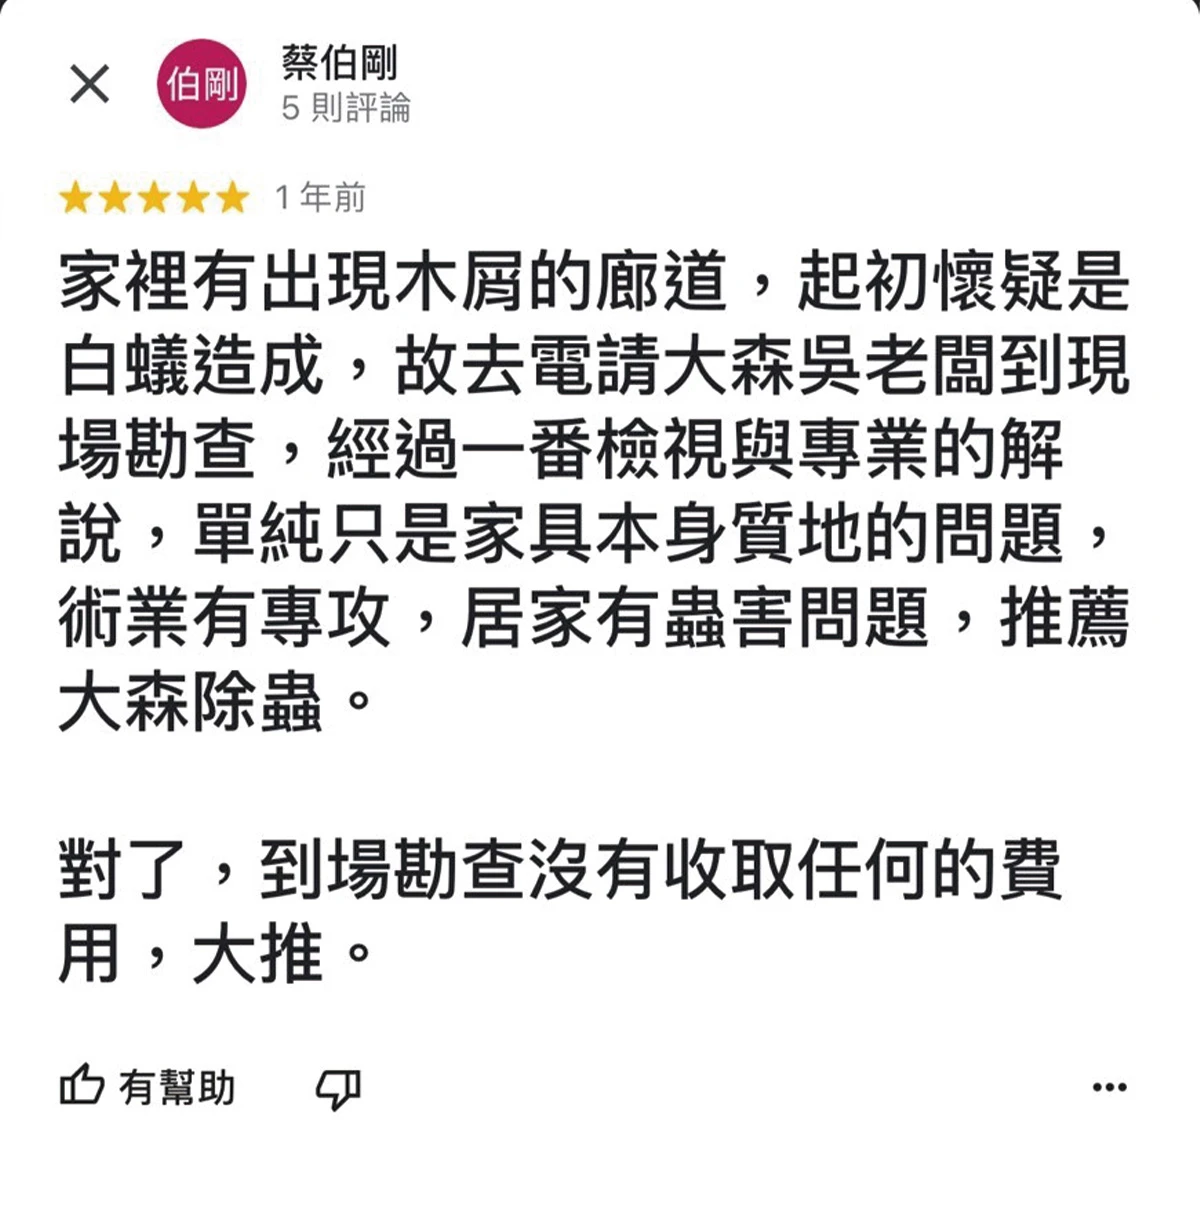 伯剛
蔡伯剛
5 則評論
1 年前
家裡有出現木屑的廊道，起初懷疑是
白蟻造成，故去電請大森吳老闆到現
場勘查，經過一番檢視與專業的解
說，單純只是家具本身質地的問題，
術業有專攻，居家有蟲害問題，推薦
大森除蟲。
對了，到場勘查沒有收取任何的費
用，大推。
有幫助